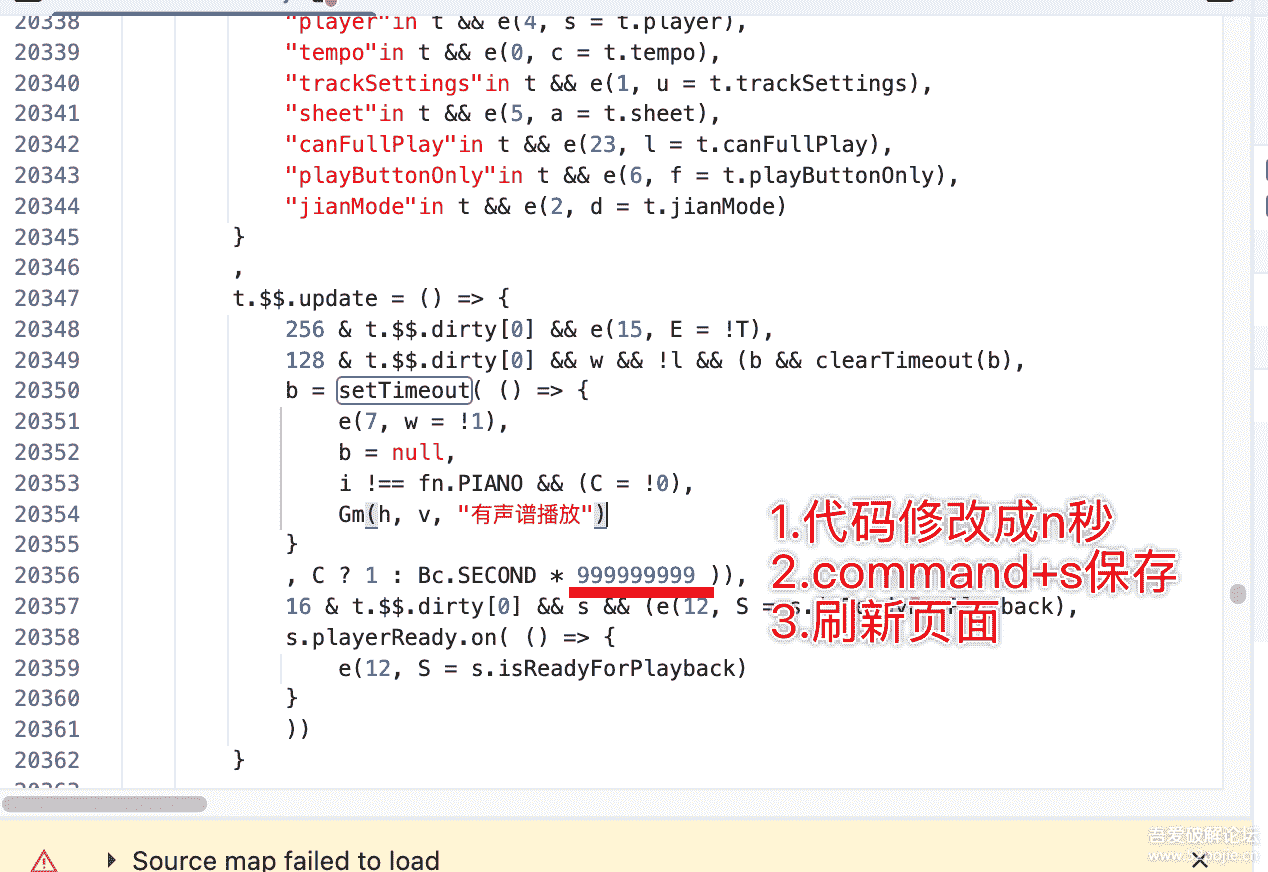 20338 "player"in t && e(4, s = t.player),
20339 "tempo"in t && e(0, c = t.tempo),
20340 "trackSettings"in t && e(1, u = t.trackSettings),
20341 "sheet"in t && e(5, a = t.sheet),
20342 "canFullPlay"in t && e(23, l = t.canFullPlay),
20343 "playButtonOnly"in t && e(6, f = t.playButtonOnly),
20344 "jianMode"in t && e(2, d = t.jianMode)
20345 }
20346 ,
20347 t.$$.update = () => {
20348 256 & t.$$.dirty[0] && e(15, E = !T),
20349 128 & t.$$.dirty[0] && w && !l && (b && clearTimeout(b),
20350 b = setTimeout( () => {
20351 e(7, w = !1),
20352 b = null,
20353 i !== fn.PIANO && (C = !0),
20354 Gm(h, v, "有声谱播放")
20355 }
20356 , C ? 1 : Bc.SECOND * 999999999 )),
20357 16 & t.$$.dirty[0] && s && (e(12, S = s.back),
20358 s.playerReady.on( () => {
20359 e(12, S = s.isReadyForPlayback)
20360 }
20361 ))
20362 }
1.代码修改成n秒
2.command+s保存
3.刷新页面
Source map failed to load
吾爱破解论坛
www.52pojie.cn